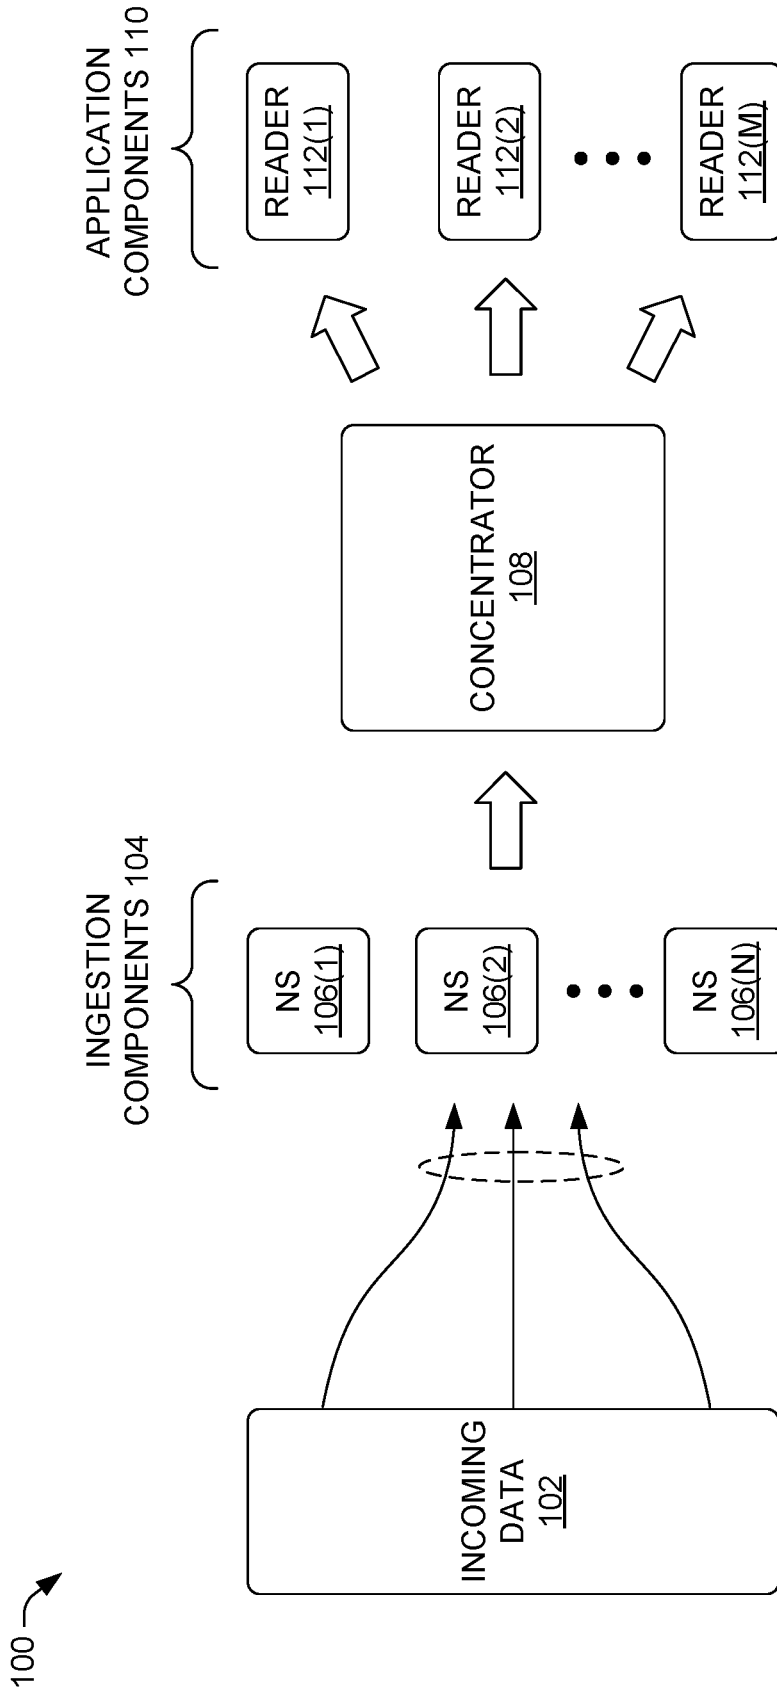 100
INCOMING
DATA
102
INGESTION
COMPONENTS 104
NS
106(1)
NS
106(2)
NS
106(N)
CONCENTRATOR
108
APPLICATION
COMPONENTS 110
READER
112(1)
READER
112(2)
READER
112(M)